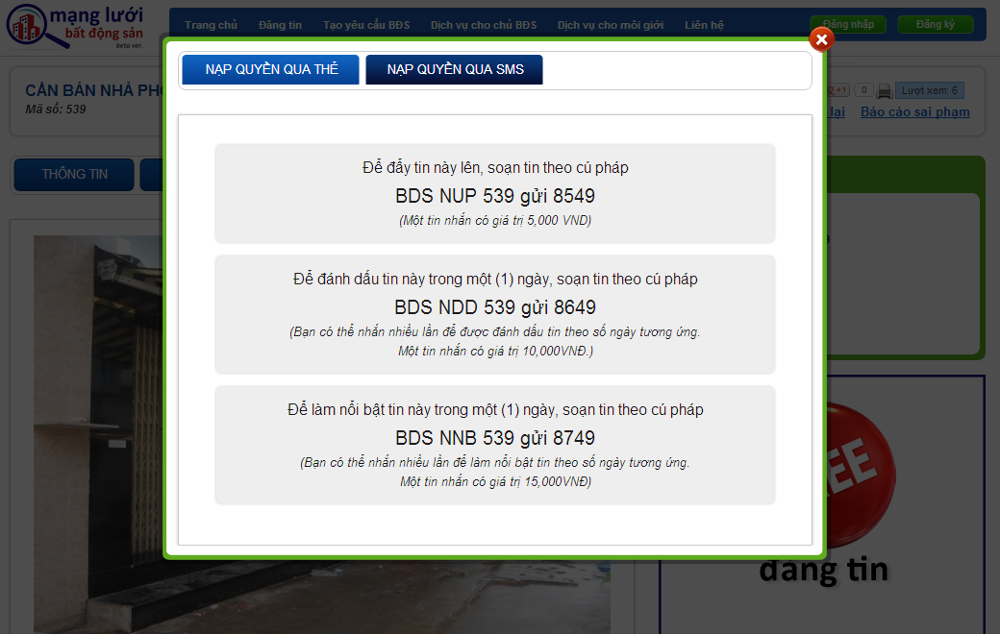 mạng lưới
bất động sản
beta ver.
Trang chủ Đăng tin Tạo yêu cầu BĐS Dịch vụ cho chủ BĐS Dịch vụ cho môi giới Liên hệ
Đăng nhập Đăng ký
NẠP QUYỀN QUA THẺ NẠP QUYỀN QUA SMS
CẦN BÁN NHÀ PHỐ
Mã số: 539
+1 0 Lượt xem: 6
lại Báo cáo sai phạm
THÔNG TIN
Để đẩy tin này lên, soạn tin theo cú pháp
BDS NUP 539 gửi 8549
(Một tin nhắn có giá trị 5,000 VND)
Để đánh dấu tin này trong một (1) ngày, soạn tin theo cú pháp
BDS NDD 539 gửi 8649
(Bạn có thể nhắn nhiều lần để được đánh dấu tin theo số ngày tương ứng.
Một tin nhắn có giá trị 10,000VNĐ.)
Để làm nổi bật tin này trong một (1) ngày, soạn tin theo cú pháp
BDS NNB 539 gửi 8749
(Bạn có thể nhắn nhiều lần để làm nổi bật tin theo số ngày tương ứng.
Một tin nhắn có giá trị 15,000VNĐ)
EE
đăng tin